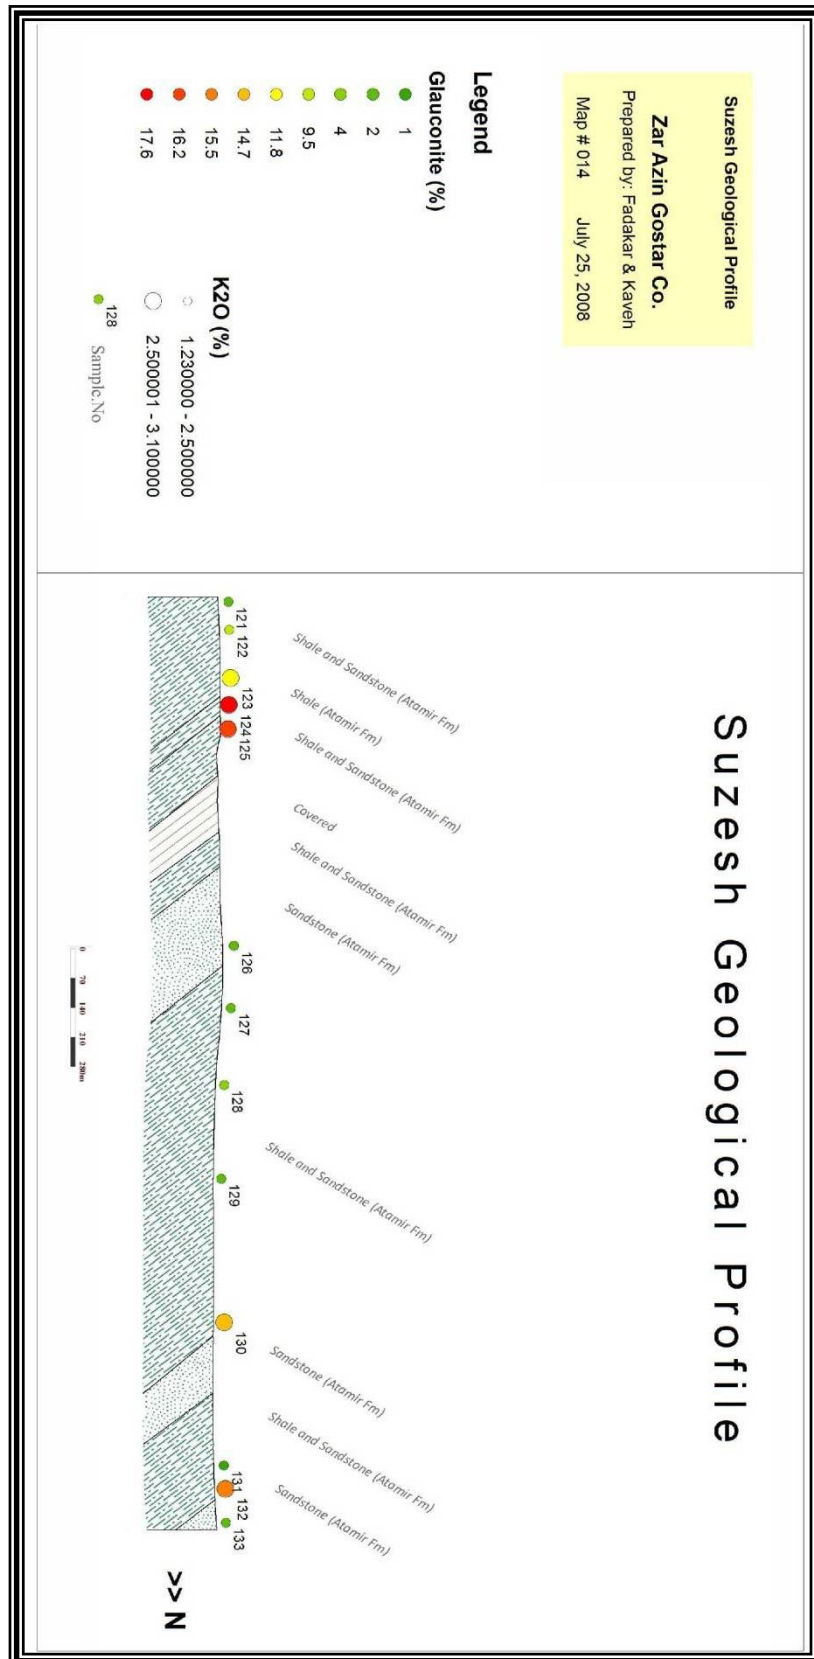 Suzesh Geological Profile
Suzesh Geological Profile
Zar Azin Gostar Co.
Prepared by: Fadakar & Kaveh
Map # 014 July 25, 2008
Legend
Glauconite (%)
1
2
4
9.5
11.8
14.7
15.5
16.2
17.6
K2O (%)
1.230000 - 2.500000
2.500001 - 3.100000
128
Sample.No
Shale and Sandstone (Atamir Fm)
Shale (Atamir Fm)
Shale and Sandstone (Atamir Fm)
Covered
Shale and Sandstone (Atamir Fm)
Sandstone (Atamir Fm)
Shale and Sandstone (Atamir Fm)
Sandstone (Atamir Fm)
Shale and Sandstone (Atamir Fm)
Sandstone (Atamir Fm)
121 122 123 124 125 126 127 128 129 130 131 132 133
0 70 140 210 280m
>> N